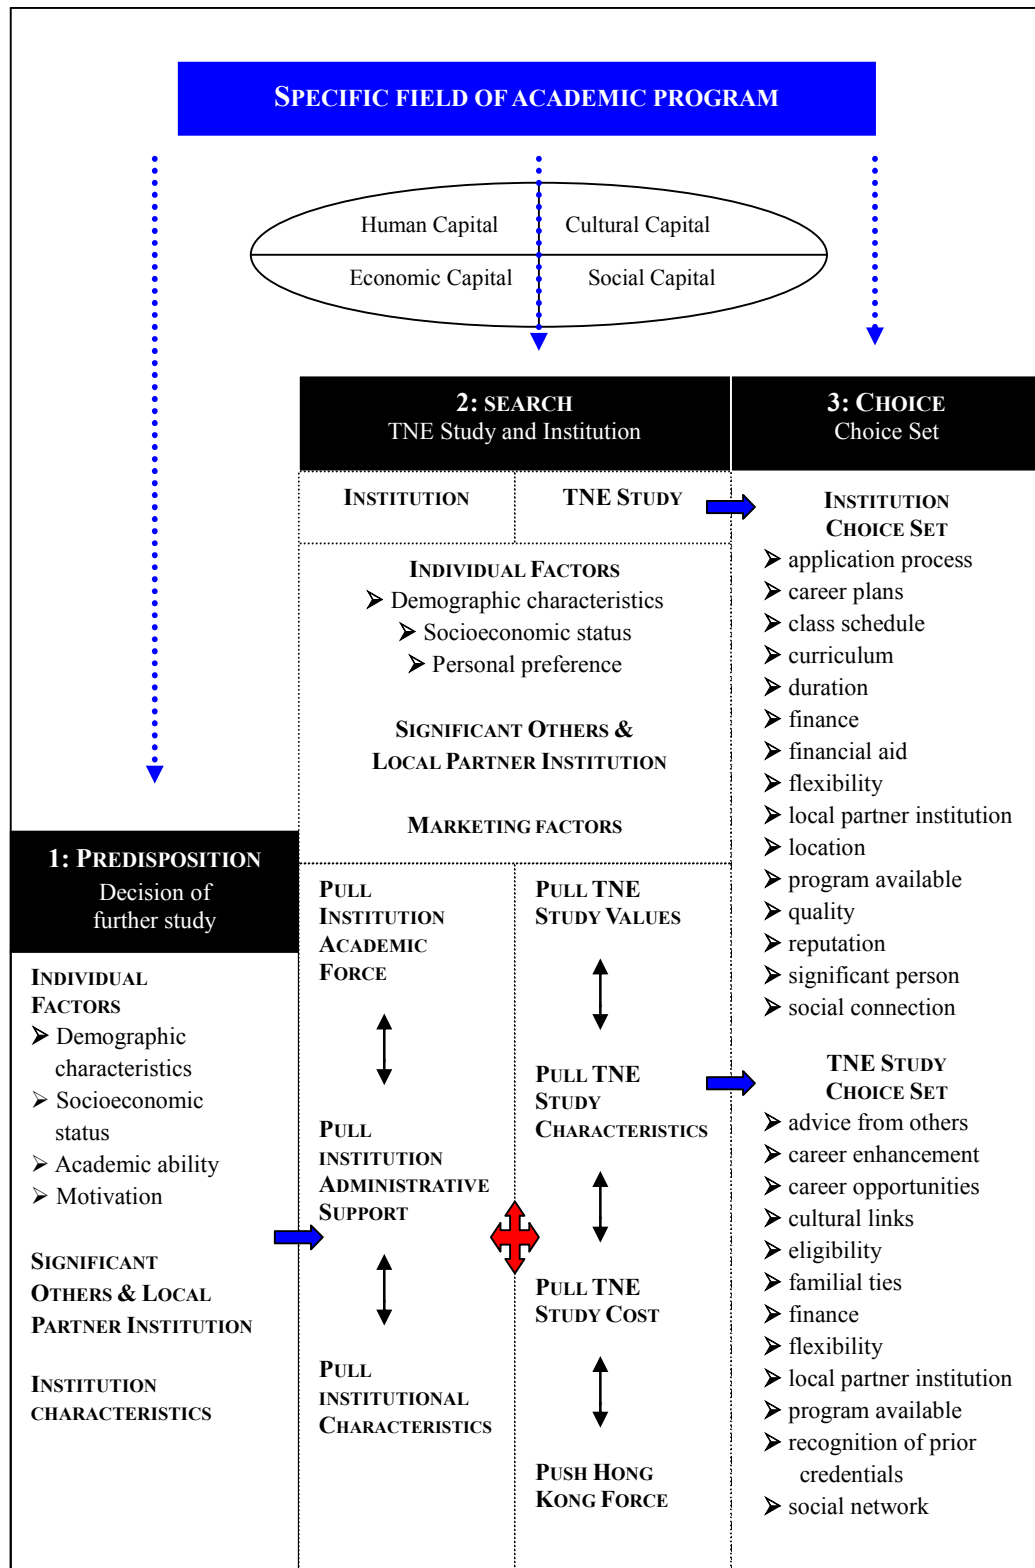 SPECIFIC FIELD OF ACADEMIC PROGRAM
Human Capital
Cultural Capital
Economic Capital
Social Capital
1: PREDISPOSITION
Decision of
further study
INDIVIDUAL
FACTORS
➢ Demographic
characteristics
➢ Socioeconomic
status
➢ Academic ability
➢ Motivation
SIGNIFICANT
OTHERS & LOCAL
PARTNER INSTITUTION
INSTITUTION
CHARACTERISTICS
2: SEARCH
TNE Study and Institution
INSTITUTION
TNE STUDY
INDIVIDUAL FACTORS
➢ Demographic characteristics
➢ Socioeconomic status
➢ Personal preference
SIGNIFICANT OTHERS &
LOCAL PARTNER INSTITUTION
MARKETING FACTORS
PULL
INSTITUTION
ACADEMIC
FORCE
PULL
INSTITUTION
ADMINISTRATIVE
SUPPORT
PULL
INSTITUTIONAL
CHARACTERISTICS
PULL TNE
STUDY VALUES
PULL TNE
STUDY
CHARACTERISTICS
PULL TNE
STUDY COST
PUSH HONG
KONG FORCE
3: CHOICE
Choice Set
INSTITUTION
CHOICE SET
➢ application process
➢ career plans
➢ class schedule
➢ curriculum
➢ duration
➢ finance
➢ financial aid
➢ flexibility
➢ local partner institution
➢ location
➢ program available
➢ quality
➢ reputation
➢ significant person
➢ social connection
TNE STUDY
CHOICE SET
➢ advice from others
➢ career enhancement
➢ career opportunities
➢ cultural links
➢ eligibility
➢ familial ties
➢ finance
➢ flexibility
➢ local partner institution
➢ program available
➢ recognition of prior
credentials
➢ social network